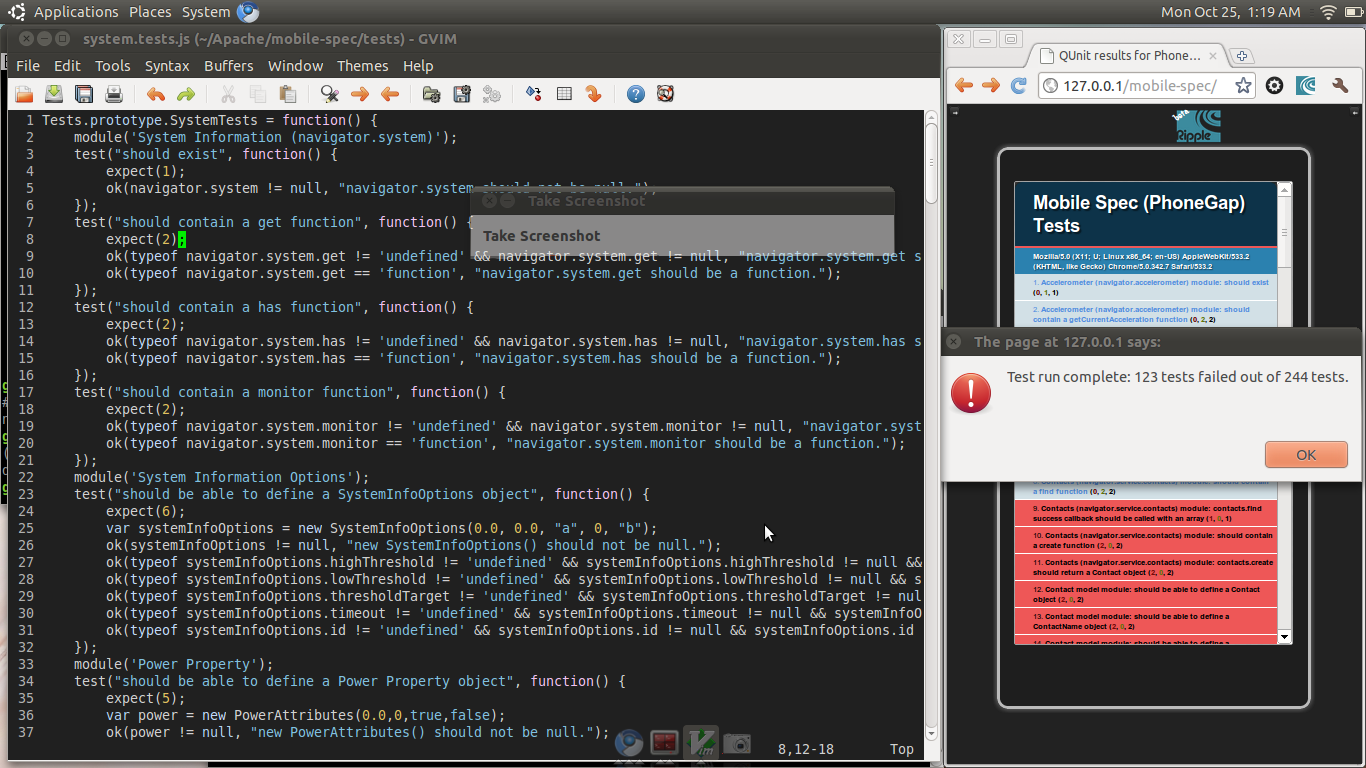 Applications Places System
Mon Oct 25, 1:19 AM
system.tests.js (~/Apache/mobile-spec/tests) - GVIM
File Edit Tools Syntax Buffers Window Themes Help
1 Tests.prototype.SystemTests = function() {
2 module('System Information (navigator.system)');
3 test("should exist", function() {
4 expect(1);
5 ok(navigator.system != null, "navigator.system should not be null.");
6 });
7 test("should contain a get function", function() {
8 expect(2);
9 ok(typeof navigator.system.get != 'undefined' && navigator.system.get != null, "navigator.system.get s
10 ok(typeof navigator.system.get == 'function', "navigator.system.get should be a function.");
11 });
12 test("should contain a has function", function() {
13 expect(2);
14 ok(typeof navigator.system.has != 'undefined' && navigator.system.has != null, "navigator.system.has s
15 ok(typeof navigator.system.has == 'function', "navigator.system.has should be a function.");
16 });
17 test("should contain a monitor function", function() {
18 expect(2);
19 ok(typeof navigator.system.monitor != 'undefined' && navigator.system.monitor != null, "navigator.syst
20 ok(typeof navigator.system.monitor == 'function', "navigator.system.monitor should be a function.");
21 });
22 module('System Information Options');
23 test("should be able to define a SystemInfoOptions object", function() {
24 expect(6);
25 var systemInfoOptions = new SystemInfoOptions(0.0, 0.0, "a", 0, "b");
26 ok(systemInfoOptions != null, "new SystemInfoOptions() should not be null.");
27 ok(typeof systemInfoOptions.highThreshold != 'undefined' && systemInfoOptions.highThreshold != null &&
28 ok(typeof systemInfoOptions.lowThreshold != 'undefined' && systemInfoOptions.lowThreshold != null && s
29 ok(typeof systemInfoOptions.thresholdTarget != 'undefined' && systemInfoOptions.thresholdTarget != nul
30 ok(typeof systemInfoOptions.timeout != 'undefined' && systemInfoOptions.timeout != null && systemInfoO
31 ok(typeof systemInfoOptions.id != 'undefined' && systemInfoOptions.id != null && systemInfoOptions.id
32 });
33 module('Power Property');
34 test("should be able to define a Power Property object", function() {
35 expect(5);
36 var power = new PowerAttributes(0.0,0,true,false);
37 ok(power != null, "new PowerAttributes() should not be null.");
8,12-18 Top
Take Screenshot
Take Screenshot
QUnit results for Phone...
127.0.0.1/mobile-spec/
beta
Ripple
Mobile Spec (PhoneGap)
Tests
Mozilla/5.0 (X11; U; Linux x86_64; en-US) AppleWebKit/533.2
(KHTML, like Gecko) Chrome/5.0.342.7 Safari/533.2
1. Accelerometer (navigator.accelerometer) module: should exist
(0, 1, 1)
2. Accelerometer (navigator.accelerometer) module: should
contain a getCurrentAcceleration function (0, 2, 2)
The page at 127.0.0.1 says:
Test run complete: 123 tests failed out of 244 tests.
OK
a find function (0, 2, 2)
9. Contacts (navigator.service.contacts) module: contacts.find
success callback should be called with an array (1, 0, 1)
10. Contacts (navigator.service.contacts) module: should contain
a create function (2, 0, 2)
11. Contacts (navigator.service.contacts) module: contacts.create
should return a Contact object (2, 0, 2)
12. Contact model module: should be able to define a Contact
object (2, 0, 2)
13. Contact model module: should be able to define a
ContactName object (2, 0, 2)
14. Contact model module: should be able to define a